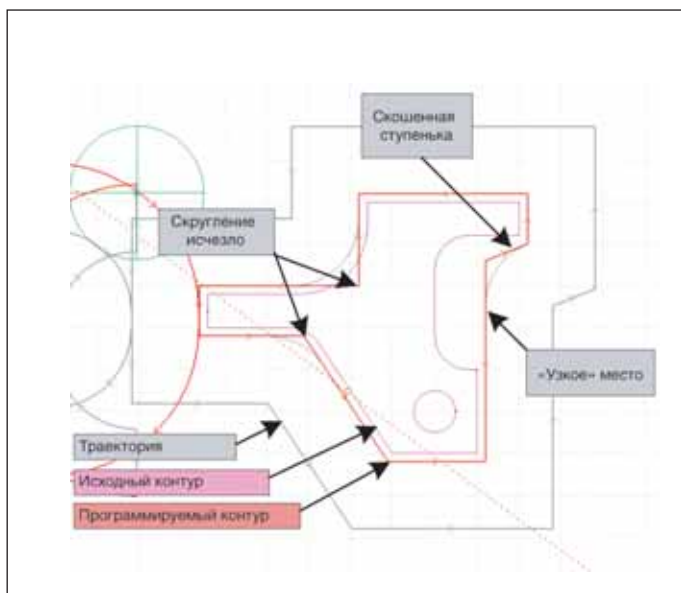 Скошенная
ступенька
Скругление
исчезло
«Узкое» место
Траектория
Исходный контур
Программируемый контур